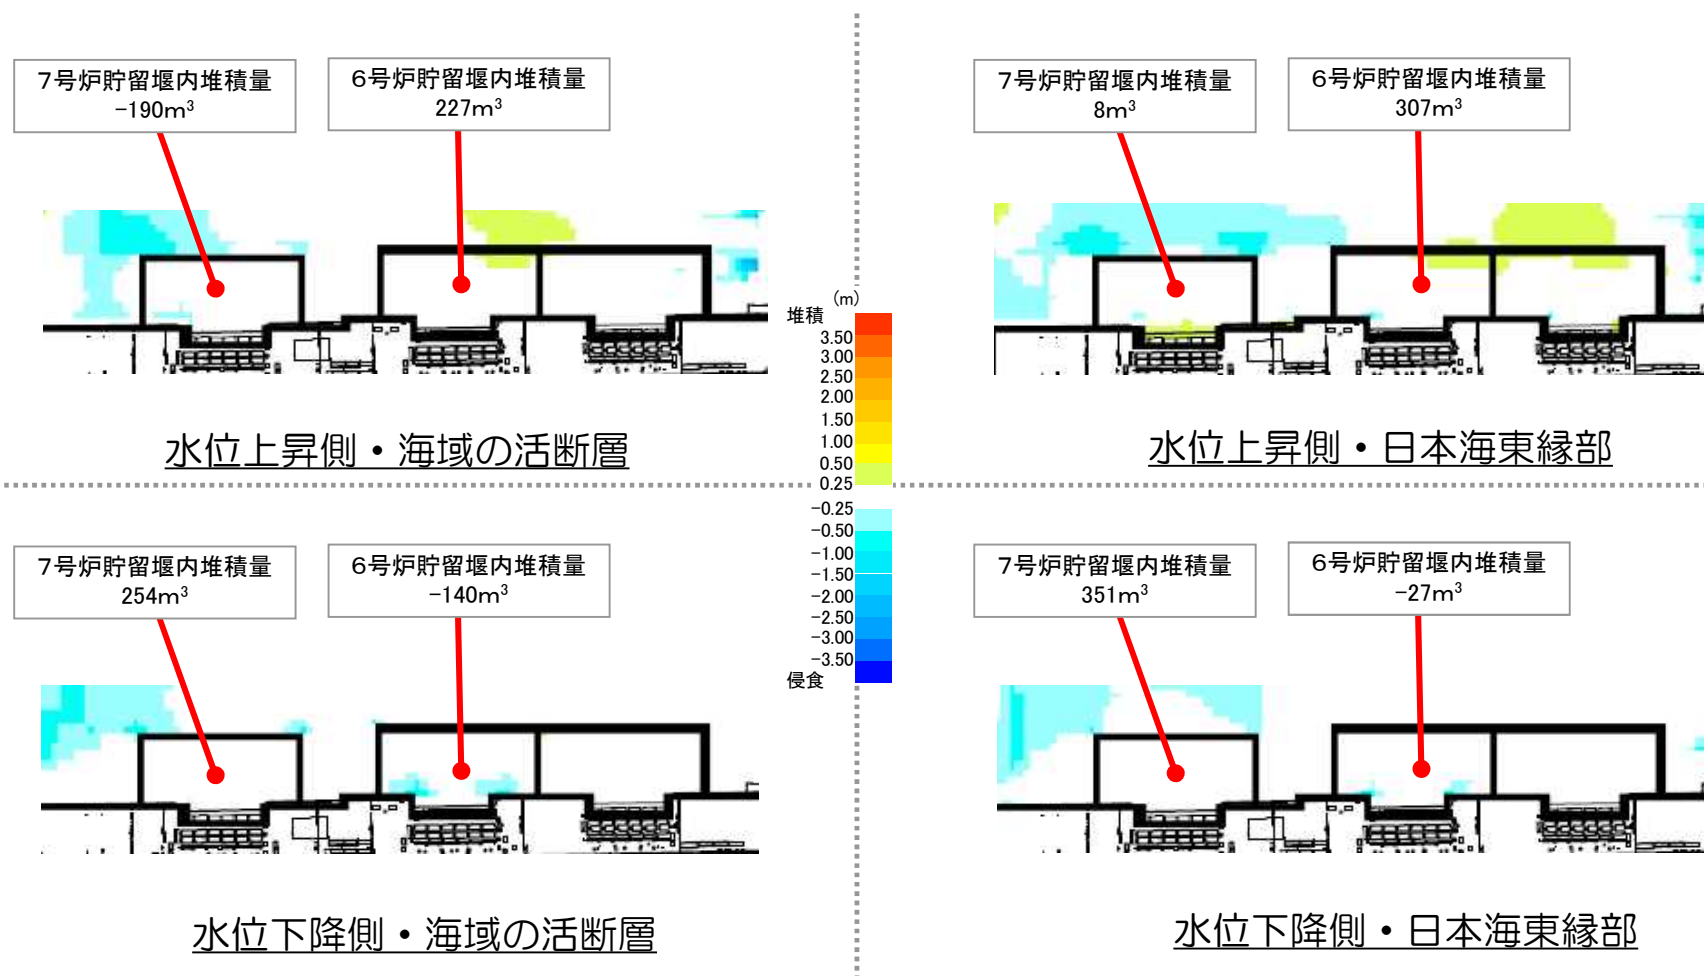 7号炉貯留堰内堆積量
−190m³
6号炉貯留堰内堆積量
227m³
水位上昇側・海域の活断層
7号炉貯留堰内堆積量
8m³
6号炉貯留堰内堆積量
307m³
水位上昇側・日本海東縁部
(m)
堆積
3.50
3.00
2.50
2.00
1.50
1.00
0.50
0.25
−0.25
−0.50
−1.00
−1.50
−2.00
−2.50
−3.00
−3.50
侵食
7号炉貯留堰内堆積量
254m³
6号炉貯留堰内堆積量
−140m³
水位下降側・海域の活断層
7号炉貯留堰内堆積量
351m³
6号炉貯留堰内堆積量
−27m³
水位下降側・日本海東縁部